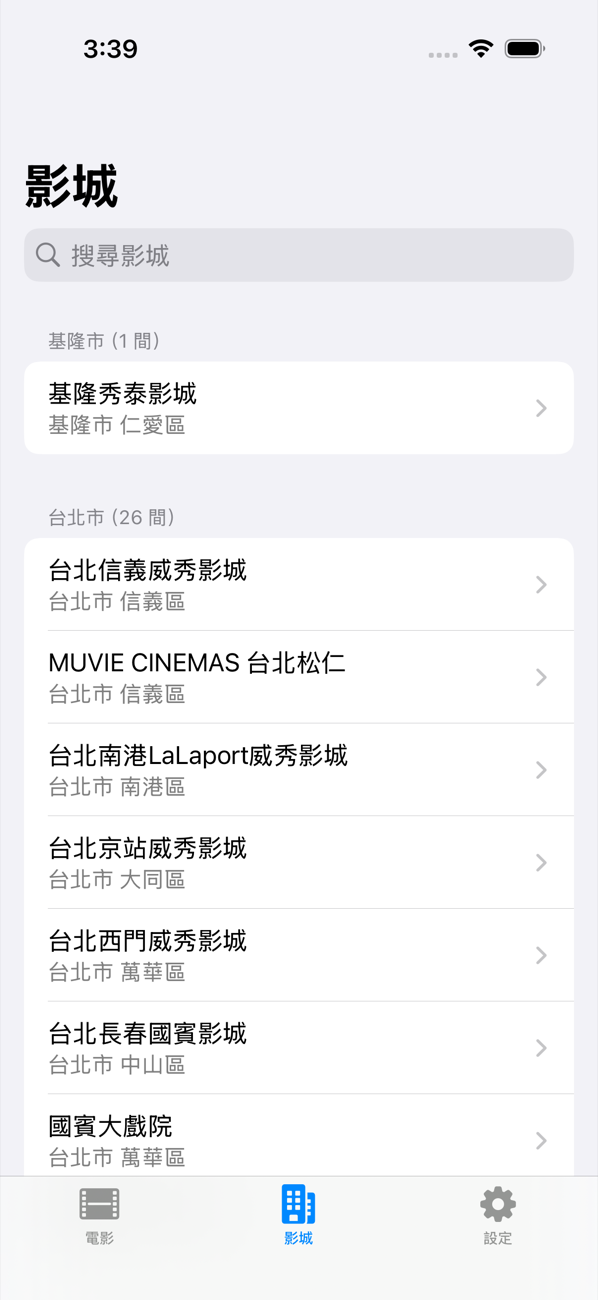 3:39
影城
搜尋影城
基隆市 (1 間)
基隆秀泰影城
基隆市 仁愛區
台北市 (26 間)
台北信義威秀影城
台北市 信義區
MUVIE CINEMAS 台北松仁
台北市 信義區
台北南港LaLaport威秀影城
台北市 南港區
台北京站威秀影城
台北市 大同區
台北西門威秀影城
台北市 萬華區
台北長春國賓影城
台北市 中山區
國賓大戲院
台北市 萬華區
電影
影城
設定